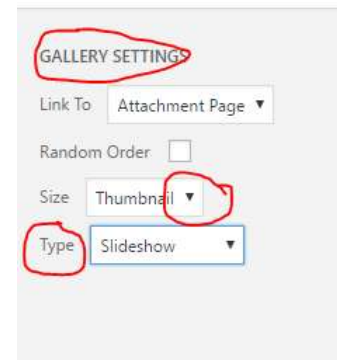 GALLERY SETTINGS
Link To Attachment Page
Random Order
Size Thumbnail
Type Slideshow